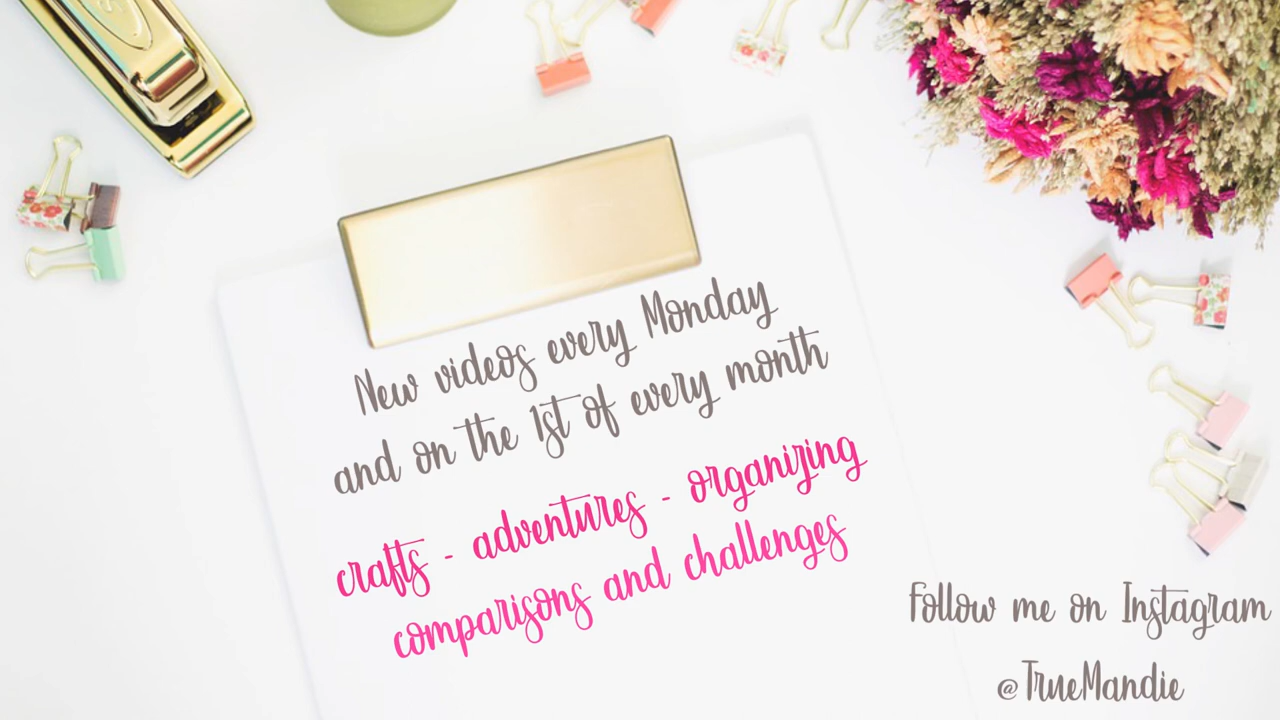 New videos every Monday
and on the 1st of every month
crafts - adventures - organizing
comparisons and challenges
Follow me on Instagram
@TrueMandie